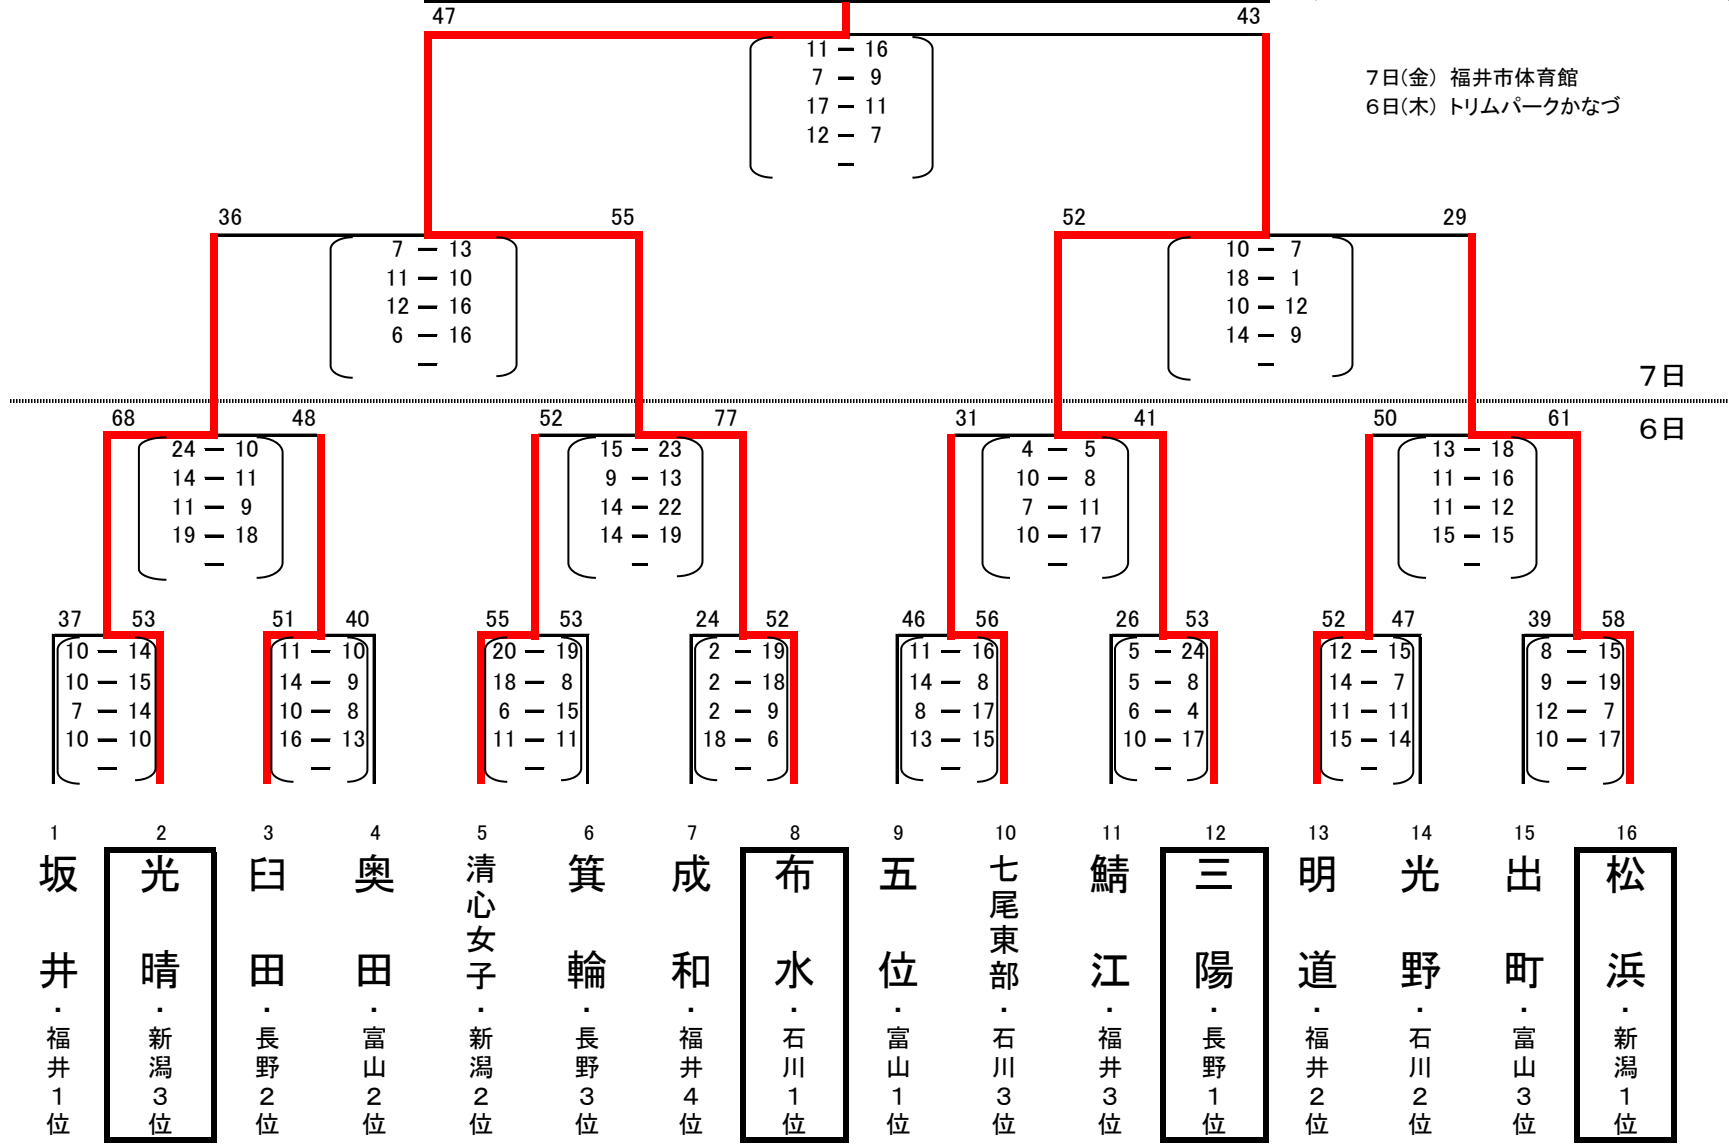 47 43
11 － 16
7 － 9
17 － 11
12 － 7
－
7日(金) 福井市体育館
6日(木) トリムパークかなづ
36 55 52 29
7 － 13 10 － 7
11 － 10 18 － 1
12 － 16 10 － 12
6 － 16 14 － 9
－ －
7日
68 48 52 77 31 41 50 61
6日
24 － 10 15 － 23 4 － 5 13 － 18
14 － 11 9 － 13 10 － 8 11 － 16
11 － 9 14 － 22 7 － 11 11 － 12
19 － 18 14 － 19 10 － 17 15 － 15
－ － － －
37 53 51 40 55 53 24 52 46 56 26 53 52 47 39 58
10 － 14 11 － 10 20 － 19 2 － 19 11 － 16 5 － 24 12 － 15 8 － 15
10 － 15 14 － 9 18 － 8 2 － 18 14 － 8 5 － 8 14 － 7 9 － 19
7 － 14 10 － 8 6 － 15 2 － 9 8 － 17 6 － 4 11 － 11 12 － 7
10 － 10 16 － 13 11 － 11 18 － 6 13 － 15 10 － 17 15 － 14 10 － 17
－ － － － － － － －
1 2 3 4 5 6 7 8 9 10 11 12 13 14 15 16
坂井・福井1位
光晴・新潟3位
臼田・長野2位
奥田・富山2位
清心女子・新潟2位
箕輪・長野3位
成和・福井4位
布水・石川1位
五位・富山1位
七尾東部・石川3位
鯖江・福井3位
三陽・長野1位
明道・福井2位
光野・石川2位
出町・富山3位
松浜・新潟1位